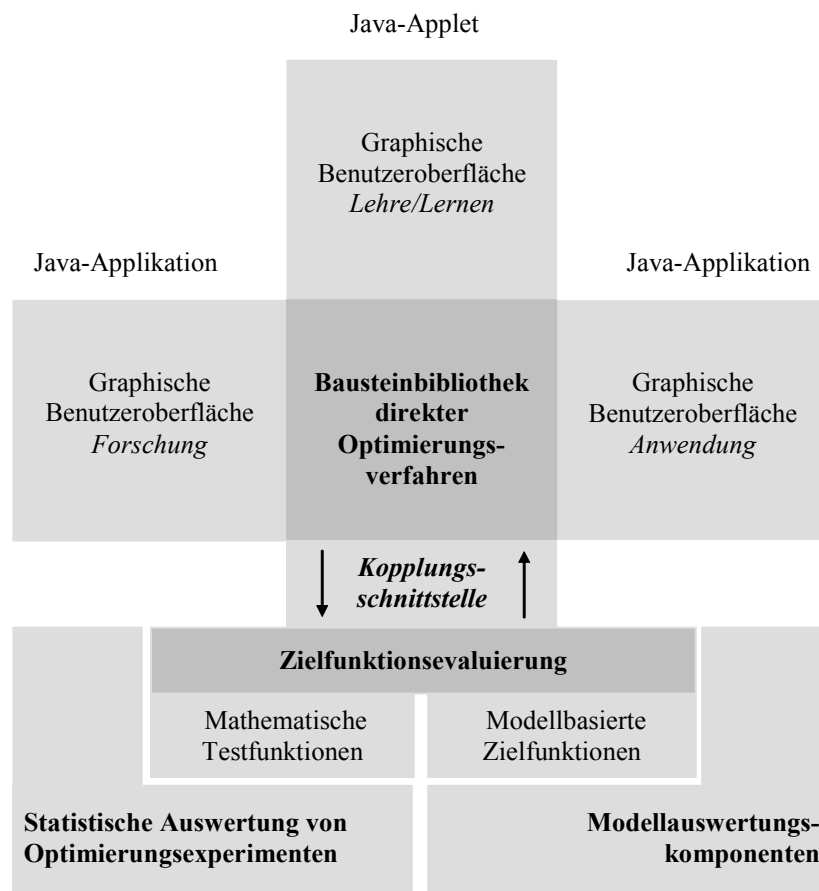 Java-Applet
Graphische
Benutzeroberfläche
Lehre/Lernen
Java-Applikation
Java-Applikation
Graphische
Benutzeroberfläche
Forschung
Bausteinbibliothek
direkter
Optimierungs-
verfahren
Graphische
Benutzeroberfläche
Anwendung
Kopplungs-
schnittstelle
Zielfunktionsevaluierung
Mathematische
Testfunktionen
Modellbasierte
Zielfunktionen
Statistische Auswertung von
Optimierungsexperimenten
Modellauswertungs-
komponenten